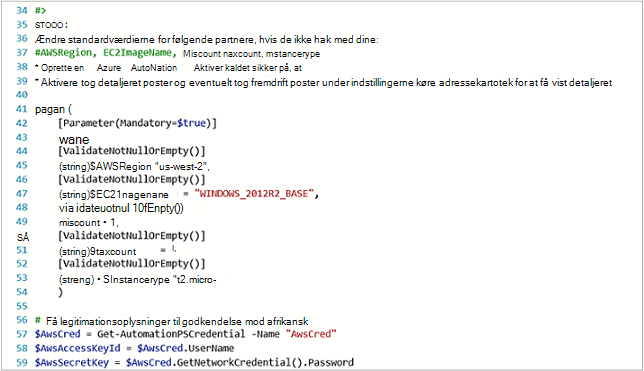 34 #>
35 STOOO:
36 Ændre standardværdierne for følgende partnere, hvis de ikke hak med dine:
37 #AWSRegion, EC2ImageName, Miscount naxcount, mstancerype
38 * Oprette en Azure AutoNation Aktiver kaldet sikker på, at
39 * Aktivere tog detaljeret poster og eventuelt tog fremdrift poster under indstillingerne køre adressekartotek for at få vist detaljeret
40
41 pagan (
42 [Parameter(Mandatory=$true)]
43 wane
44 [ValidateNotNullOrEmpty()]
45 (string)$AWSRegion "us-west-2",
46 [ValidateNotNullOrEmpty()]
47 (string)$EC21nagenane = "WINDOWS_2012R2_BASE",
48 via idateuotnul 10fEnpty())
49 miscount • 1,
SÅ [ValidateNotNullOrEmpty()]
51 (string)9taxcount = 1,
52 [ValidateNotNullOrEmpty()]
53 (streng) • SInstancerype "t2.micro-
54 )
55
56 # Få legitimationsoplysninger til godkendelse mod afrikansk
57 $AwsCred = Get-AutomationPSCredential -Name "AwsCred"
58 $AwsAccessKeyId = $AwsCred.UserName
59 $AwsSecretKey = $AwsCred.GetNetworkCredential().Password